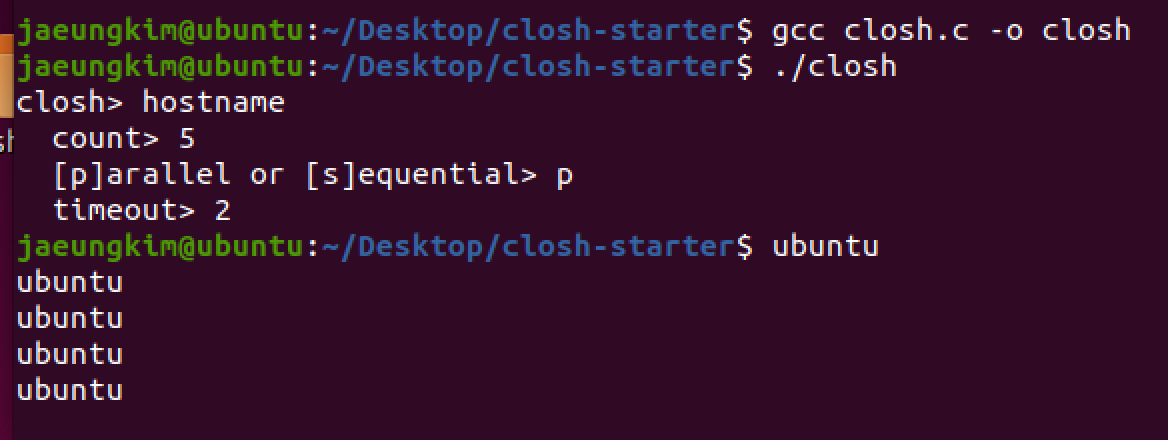 jaeungkim@ubuntu:~/Desktop/closh-starter$ gcc closh.c -o closh
jaeungkim@ubuntu:~/Desktop/closh-starter$ ./closh
closh> hostname
  count> 5
  [p]arallel or [s]equential> p
  timeout> 2
jaeungkim@ubuntu:~/Desktop/closh-starter$ ubuntu
ubuntu
ubuntu
ubuntu
ubuntu